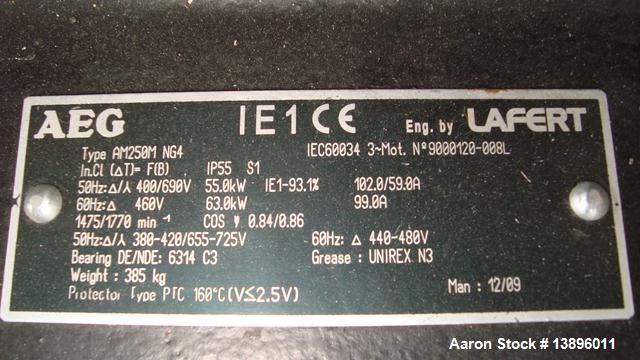 AEG IE1 CE Eng. by LAFERT
Type AM250M NG4 IEC60034 3~Mot. N°9000120-008L
In.Cl (ΔT)= F(B) IP55 S1
50Hz:Δ/⅄ 400/690V 55.0kW IE1-93.1% 102.0/59.0A
60Hz: Δ 460V 63.0kW 99.0A
1475/1770 min⁻¹ COS φ 0.84/0.86
50Hz:Δ/⅄ 380-420/655-725V 60Hz: Δ 440-480V
Bearing DE/NDE: 6314 C3 Grease: UNIREX N3
Weight : 385 kg
Man : 12/09
Protector Type PTC 160°C(V≤2.5V)
Aaron Stock # 13896011